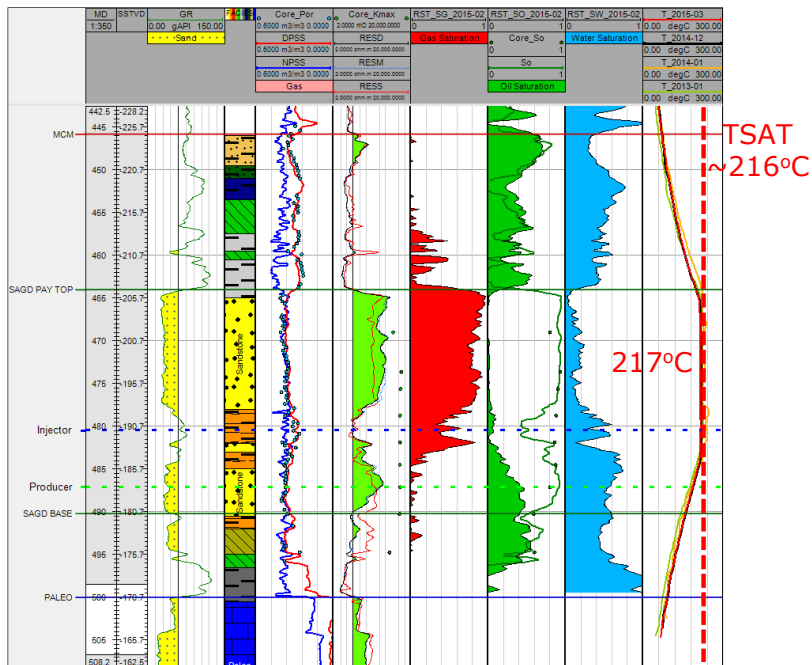 MD SSTVD GR FACIES Core_Por Core_Kmax RST_SG_2015-02 RST_SO_2015-02 RST_SW_2015-02 T_2015-03
1:350 0.00 gAPI 150.00 0.6000 m3/m3 0.0000 2.0000 mD 20,000.0000 0 1 0 1 0 1 0.00 degC 300.00
Sand DPSS RESD Gas Saturation Core_So Water Saturation T_2014-12
0.6000 m3/m3 0.0000 2.0000 ohm.m 20,000.0000 0 1 0.00 degC 300.00
NPSS RESM So T_2014-01
0.6000 m3/m3 0.0000 2.0000 ohm.m 20,000.0000 0 1 0.00 degC 300.00
Gas RESS Oil Saturation T_2013-01
2.0000 ohm.m 20,000.0000 0.00 degC 300.00
442.5 -228.2
445 -225.7
MCM
TSAT
~216°C
450 -220.7
455 -215.7
460 -210.7
SAGD PAY TOP
465 -205.7
470 -200.7
Sandstone
217°C
475 -195.7
480 -190.7
Injector
485 -185.7
Sandstone
Producer
490 -180.7
SAGD BASE
495 -175.7
PALEO
500 -170.7
505 -165.7
508.2 -162.5
Paleo